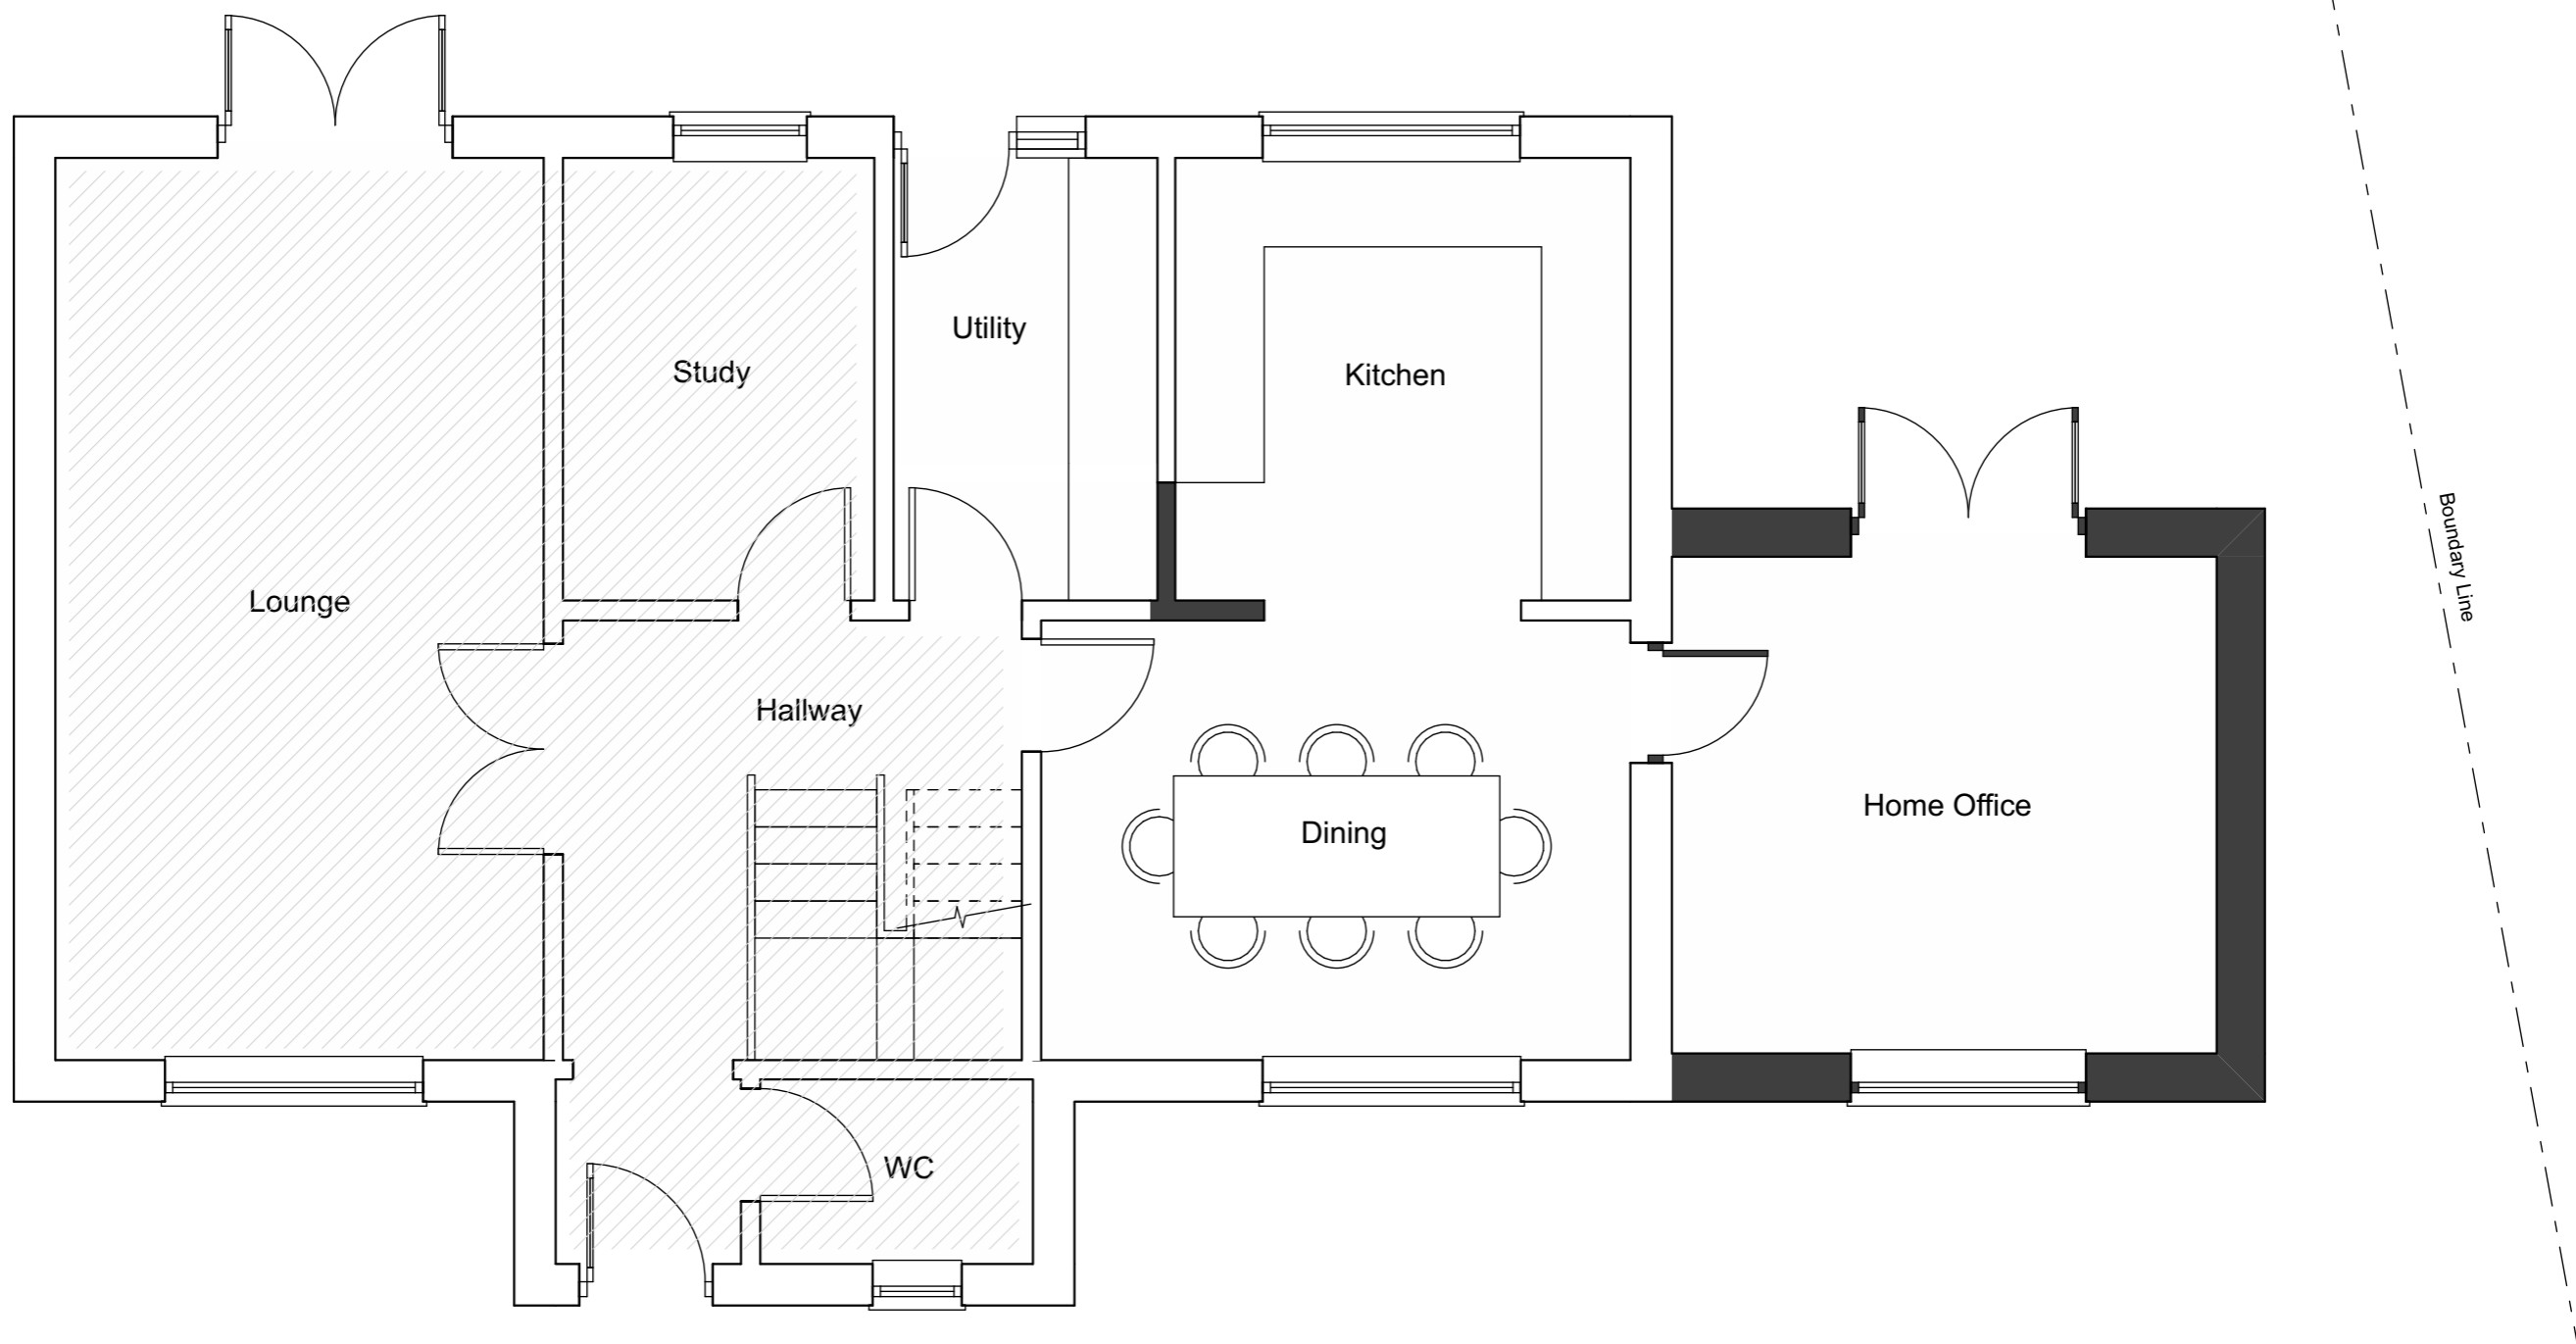 Utility
Study
Kitchen
Boundary Line
Lounge
Hallway
Home Office
Dining
WC